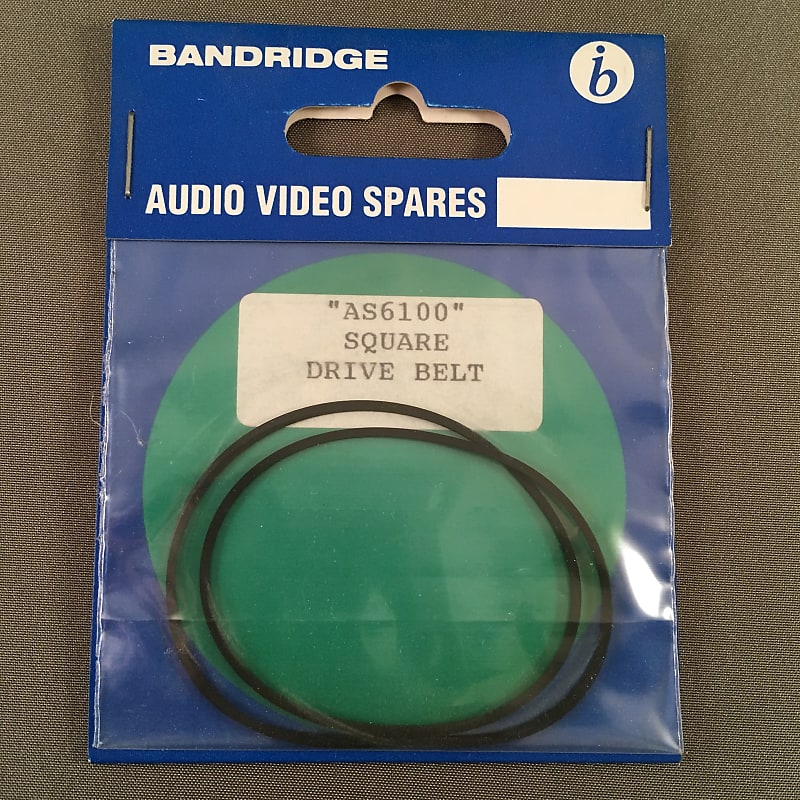 BANDRIDGE
b
AUDIO VIDEO SPARES
"AS6100"
SQUARE
DRIVE BELT